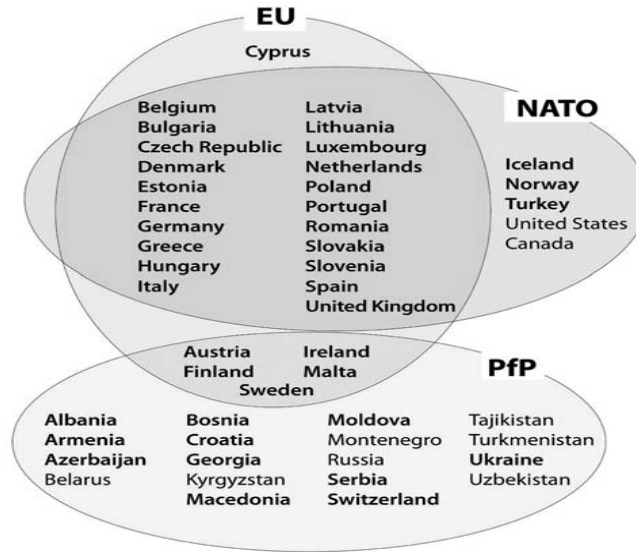 EU
Cyprus
NATO
Belgium Latvia
Bulgaria Lithuania
Czech Republic Luxembourg
Denmark Netherlands
Estonia Poland
France Portugal
Germany Romania
Greece Slovakia
Hungary Slovenia
Italy Spain
United Kingdom
Iceland
Norway
Turkey
United States
Canada
Austria Ireland
Finland Malta
Sweden
PfP
Albania Bosnia Moldova Tajikistan
Armenia Croatia Montenegro Turkmenistan
Azerbaijan Georgia Russia Ukraine
Belarus Kyrgyzstan Serbia Uzbekistan
Macedonia Switzerland